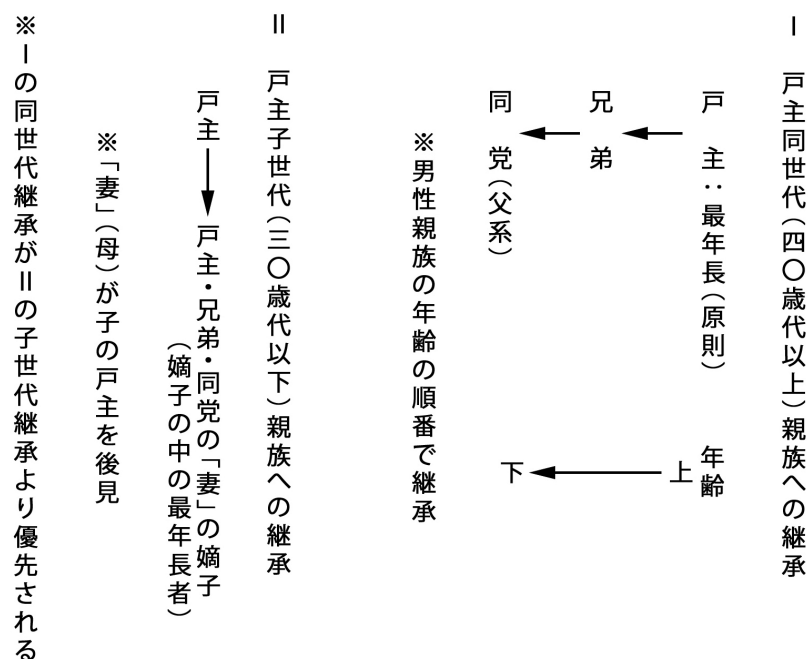 Ⅰ 戸主同世代（四〇歳代以上）親族への継承
戸主：最年長（原則）
兄弟
同党（父系）
年齢
上
下
※男性親族の年齢の順番で継承
Ⅱ 戸主子世代（三〇歳代以下）親族への継承
戸主
戸主・兄弟・同党の「妻」の嫡子
（嫡子の中の最年長者）
※「妻」（母）が子の戸主を後見
※Ⅰの同世代継承がⅡの子世代継承より優先される